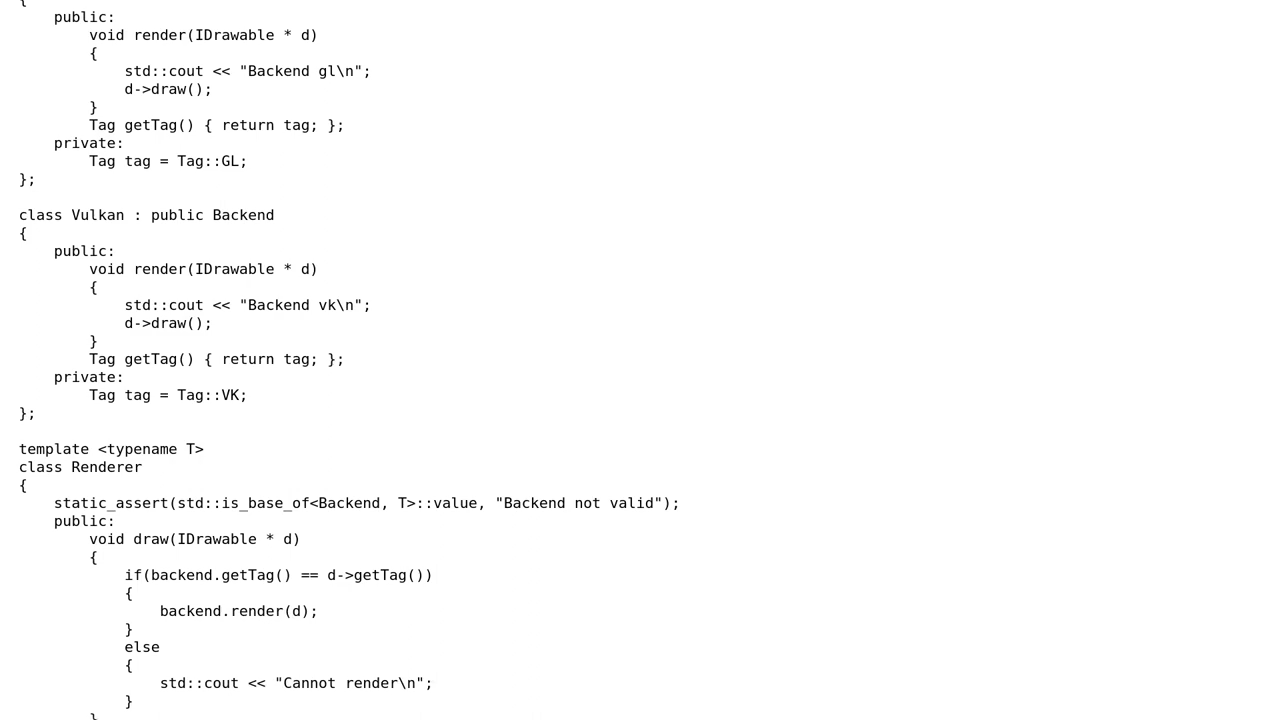 {
    public:
        void render(IDrawable * d)
        {
            std::cout << "Backend gl\n";
            d->draw();
        }
        Tag getTag() { return tag; };
    private:
        Tag tag = Tag::GL;
};

class Vulkan : public Backend
{
    public:
        void render(IDrawable * d)
        {
            std::cout << "Backend vk\n";
            d->draw();
        }
        Tag getTag() { return tag; };
    private:
        Tag tag = Tag::VK;
};

template <typename T>
class Renderer
{
    static_assert(std::is_base_of<Backend, T>::value, "Backend not valid");
    public:
        void draw(IDrawable * d)
        {
            if(backend.getTag() == d->getTag())
            {
                backend.render(d);
            }
            else
            {
                std::cout << "Cannot render\n";
            }
        }